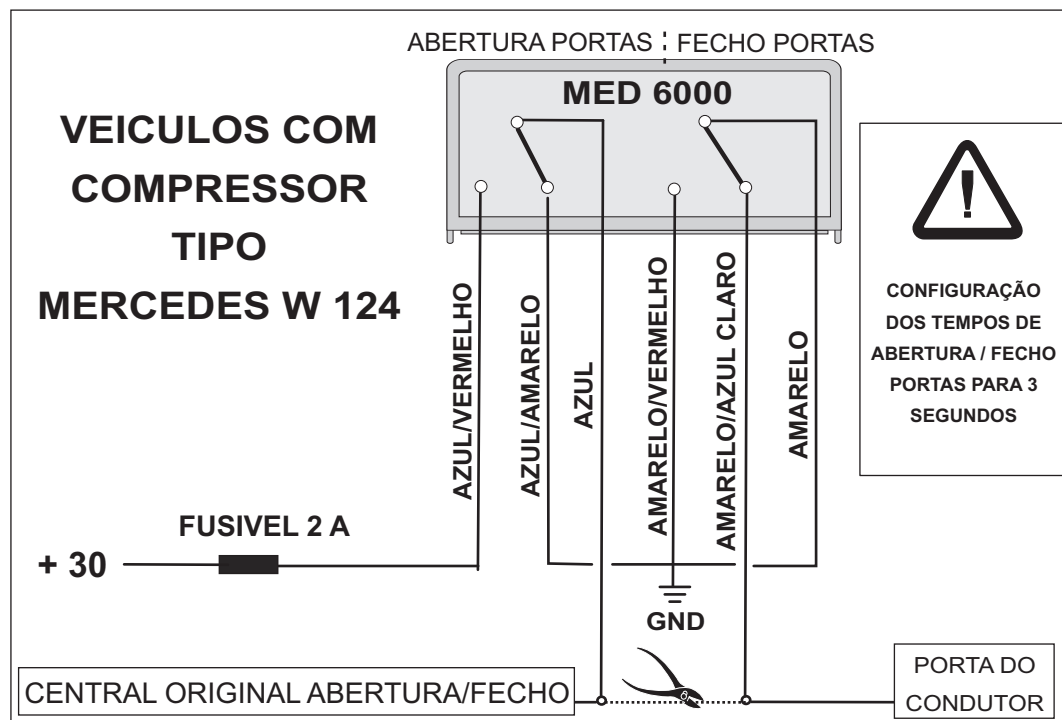 ABERTURA PORTAS ¦ FECHO PORTAS
MED 6000
VEICULOS COM
COMPRESSOR
TIPO
MERCEDES W 124
!
CONFIGURAÇÃO
DOS TEMPOS DE
ABERTURA / FECHO
PORTAS PARA 3
SEGUNDOS
AZUL/VERMELHO
AZUL/AMARELO
AZUL
AMARELO/VERMELHO
AMARELO/AZUL CLARO
AMARELO
FUSIVEL 2 A
+ 30
GND
CENTRAL ORIGINAL ABERTURA/FECHO
PORTA DO
CONDUTOR